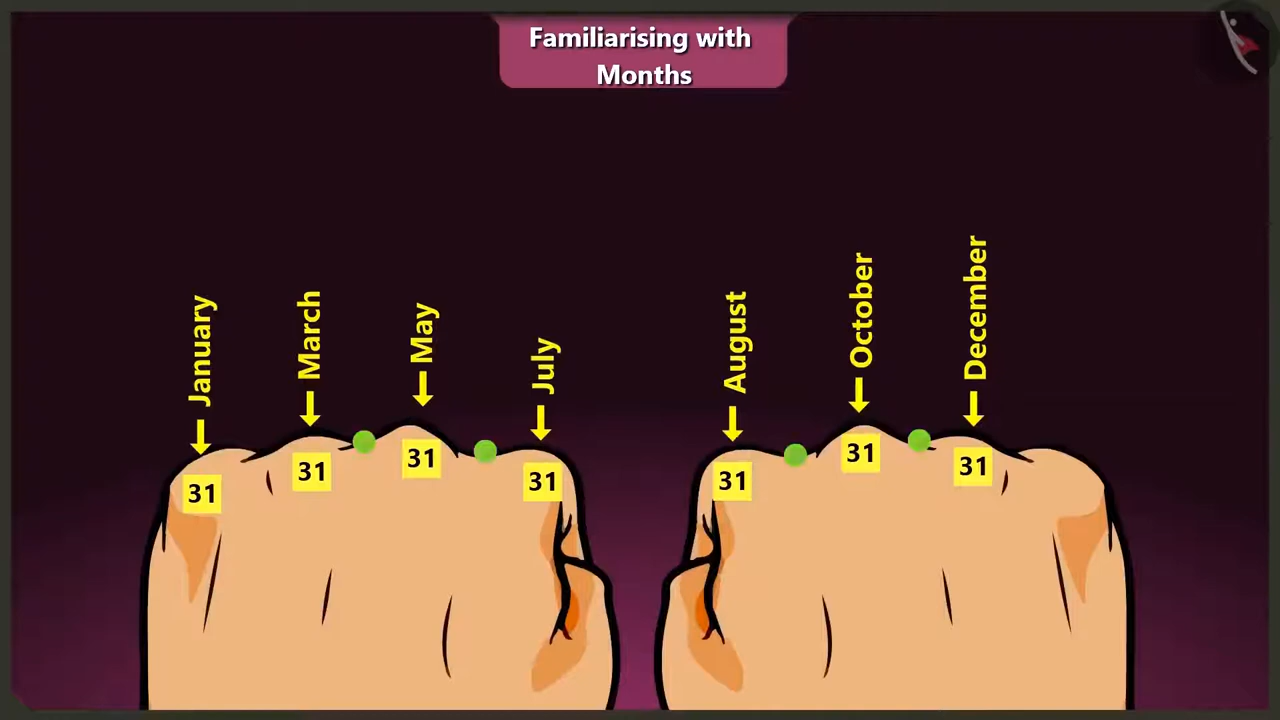 Familiarising with
Months
January
March
May
July
August
October
December
31
31
31
31
31
31
31